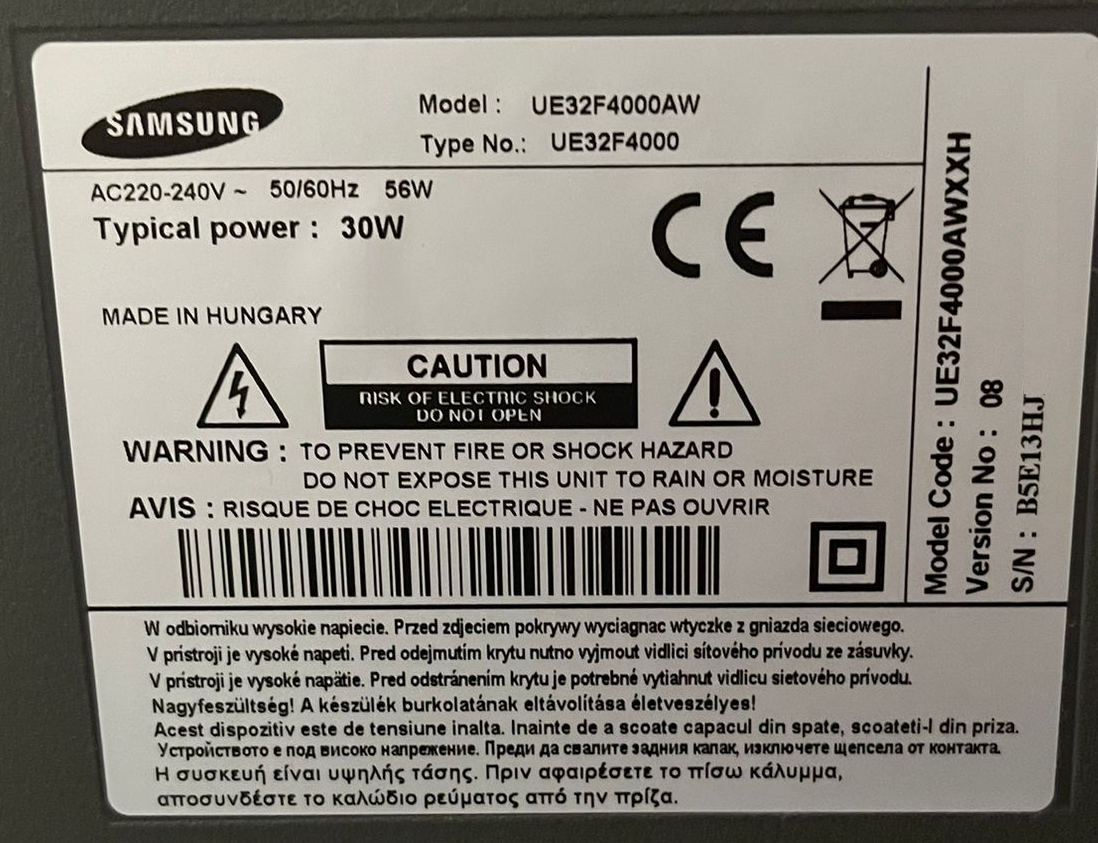 SAMSUNG
Model : UE32F4000AW
Type No.: UE32F4000
AC220-240V ~ 50/60Hz 56W
Typical power : 30W
CE
MADE IN HUNGARY
CAUTION
RISK OF ELECTRIC SHOCK
DO NOT OPEN
WARNING : TO PREVENT FIRE OR SHOCK HAZARD
DO NOT EXPOSE THIS UNIT TO RAIN OR MOISTURE
AVIS : RISQUE DE CHOC ELECTRIQUE - NE PAS OUVRIR
Model Code : UE32F4000AWXXH
Version No : 08
S/N : B5E13HJ
W odbiorniku wysokie napiecie. Przed zdjeciem pokrywy wyciagnac wtyczke z gniazda sieciowego.
V prístroji je vysoké napeti. Pred odejmutím krytu nutno vyjmout vidlici sítového prívodu ze zásuvky.
V prístroji je vysoké napätie. Pred odstránením krytu je potrebné vytiahnut vidlicu sietového prívodu.
Nagyfeszültség! A készülék burkolatának eltávolítása életveszélyes!
Acest dispozitiv este de tensiune inalta. Inainte de a scoate capacul din spate, scoateti-l din priza.
Устройството е под високо напрежение. Преди да свалите задния капак, изключете щепсела от контакта.
Η συσκευή είναι υψηλής τάσης. Πριν αφαιρέσετε το πίσω κάλυμμα,
αποσυνδέστε το καλώδιο ρεύματος από την πρίζα.